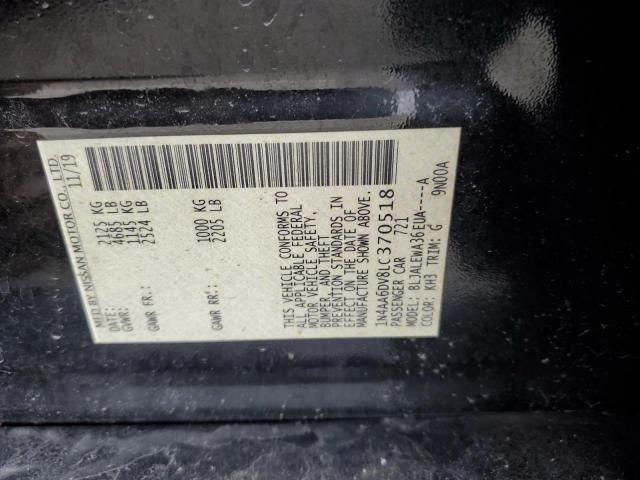 MFD BY NISSAN MOTOR CO., LTD.
DATE: 11/19
GVWR: 2125 KG
4685 LB
GAWR FR.: 1145 KG
2524 LB
GAWR RR.: 1000 KG
2205 LB
THIS VEHICLE CONFORMS TO
ALL APPLICABLE FEDERAL
MOTOR VEHICLE SAFETY,
BUMPER, AND THEFT
PREVENTION STANDARDS IN
EFFECT ON THE DATE OF
MANUFACTURE SHOWN ABOVE.
1N4AA6DV8LC370518
PASSENGER CAR 721
MODEL: BLJALEWA36EUA----A
COLOR: KH3 TRIM: G 9N00A